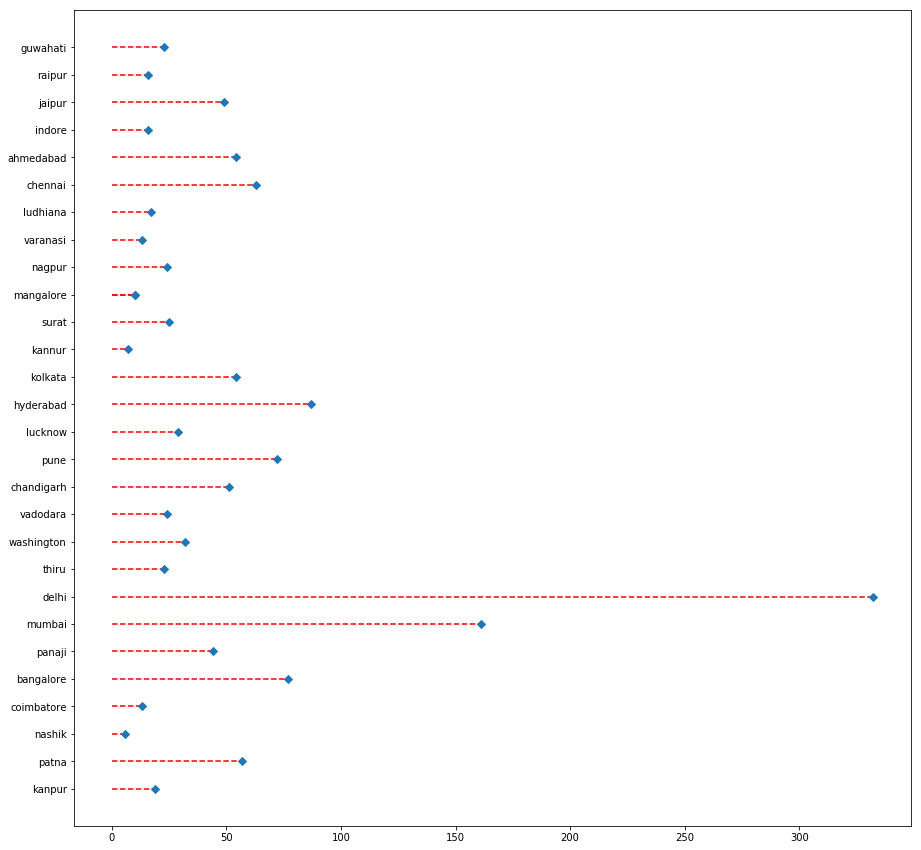 guwahati
raipur
jaipur
indore
ahmedabad
chennai
ludhiana
varanasi
nagpur
mangalore
surat
kannur
kolkata
hyderabad
lucknow
pune
chandigarh
vadodara
washington
thiru
delhi
mumbai
panaji
bangalore
coimbatore
nashik
patna
kanpur
0 50 100 150 200 250 300